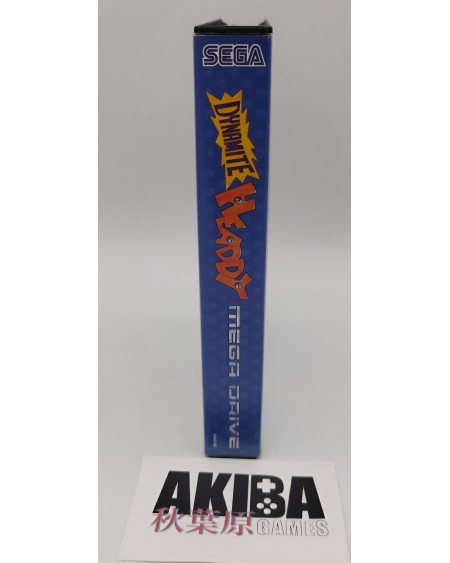 SEGA
DYNAMITE
HEADDY
MEGA DRIVE
AKIBA
秋葉原
GAMES